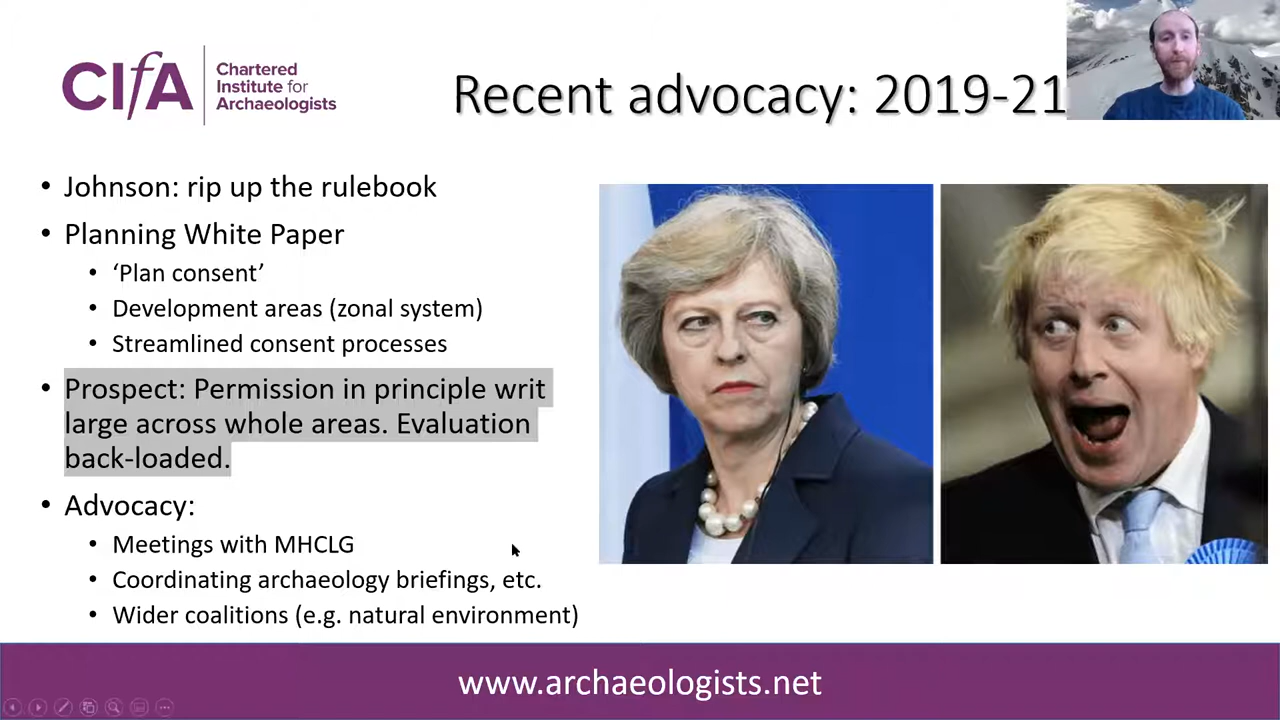 CIfA
Chartered
Institute for
Archaeologists
Recent advocacy: 2019-21
• Johnson: rip up the rulebook
• Planning White Paper
• ‘Plan consent’
• Development areas (zonal system)
• Streamlined consent processes
• Prospect: Permission in principle writ
large across whole areas. Evaluation
back-loaded.
• Advocacy:
• Meetings with MHCLG
• Coordinating archaeology briefings, etc.
• Wider coalitions (e.g. natural environment)
www.archaeologists.net